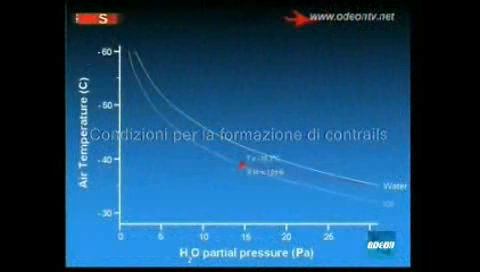 S
www.odeontv.net
- 60
- 50
- 40
- 30
Air Temperature (C)
Condizioni per la formazione di contrails
Water
Ice
0
5
10
15
20
25
H2O partial pressure (Pa)
ODEON